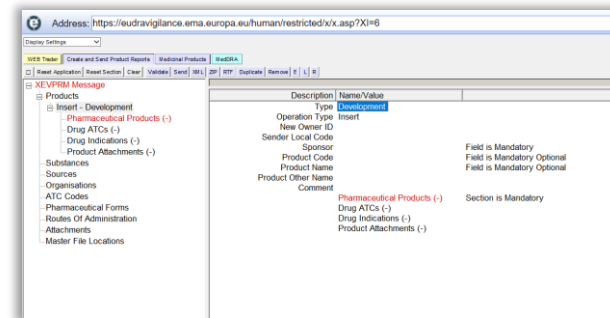 Address: https://eudravigilance.ema.europa.eu/human/restricted/x/x.asp?XI=6
Display Settings
WEB Trader Create and Send Product Reports Medicinal Products MedDRA
Reset Application Reset Section Clear Validate Send XML ZIP RTF Duplicate Remove E L R
XEVPRM Message
Products
Insert - Development
Pharmaceutical Products (-)
Drug ATCs (-)
Drug Indications (-)
Product Attachments (-)
Substances
Sources
Organisations
ATC Codes
Pharmaceutical Forms
Routes Of Administration
Attachments
Master File Locations
Description Name/Value
Type Development
Operation Type Insert
New Owner ID
Sender Local Code
Sponsor Field is Mandatory
Product Code Field is Mandatory Optional
Product Name Field is Mandatory Optional
Product Other Name
Comment
Pharmaceutical Products (-) Section is Mandatory
Drug ATCs (-)
Drug Indications (-)
Product Attachments (-)